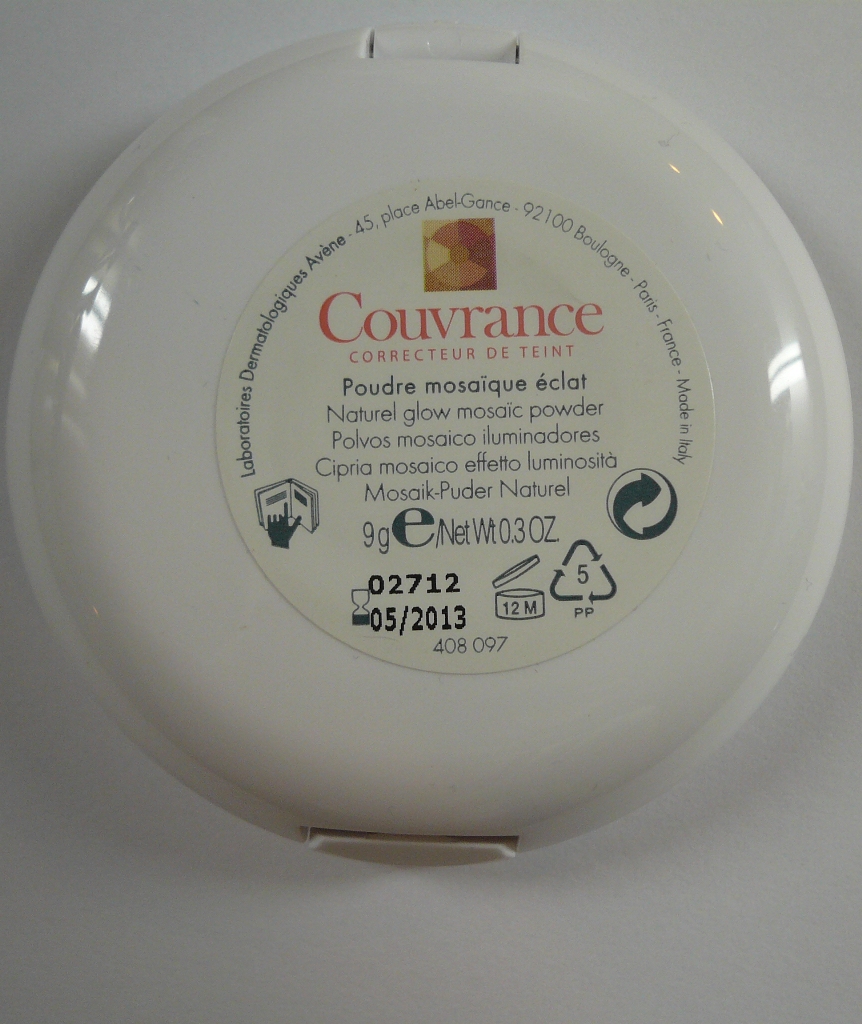 Laboratoires Dermatologiques Avène - 45, place Abel-Gance - 92100 Boulogne - Paris - France - Made in Italy
Couvrance
CORRECTEUR DE TEINT
Poudre mosaïque éclat
Naturel glow mosaïc powder
Polvos mosaico iluminadores
Cipria mosaico effetto luminosità
Mosaik-Puder Naturel
9 g e/Net Wt 0.3 OZ.
02712
05/2013
12 M
5
PP
408 097